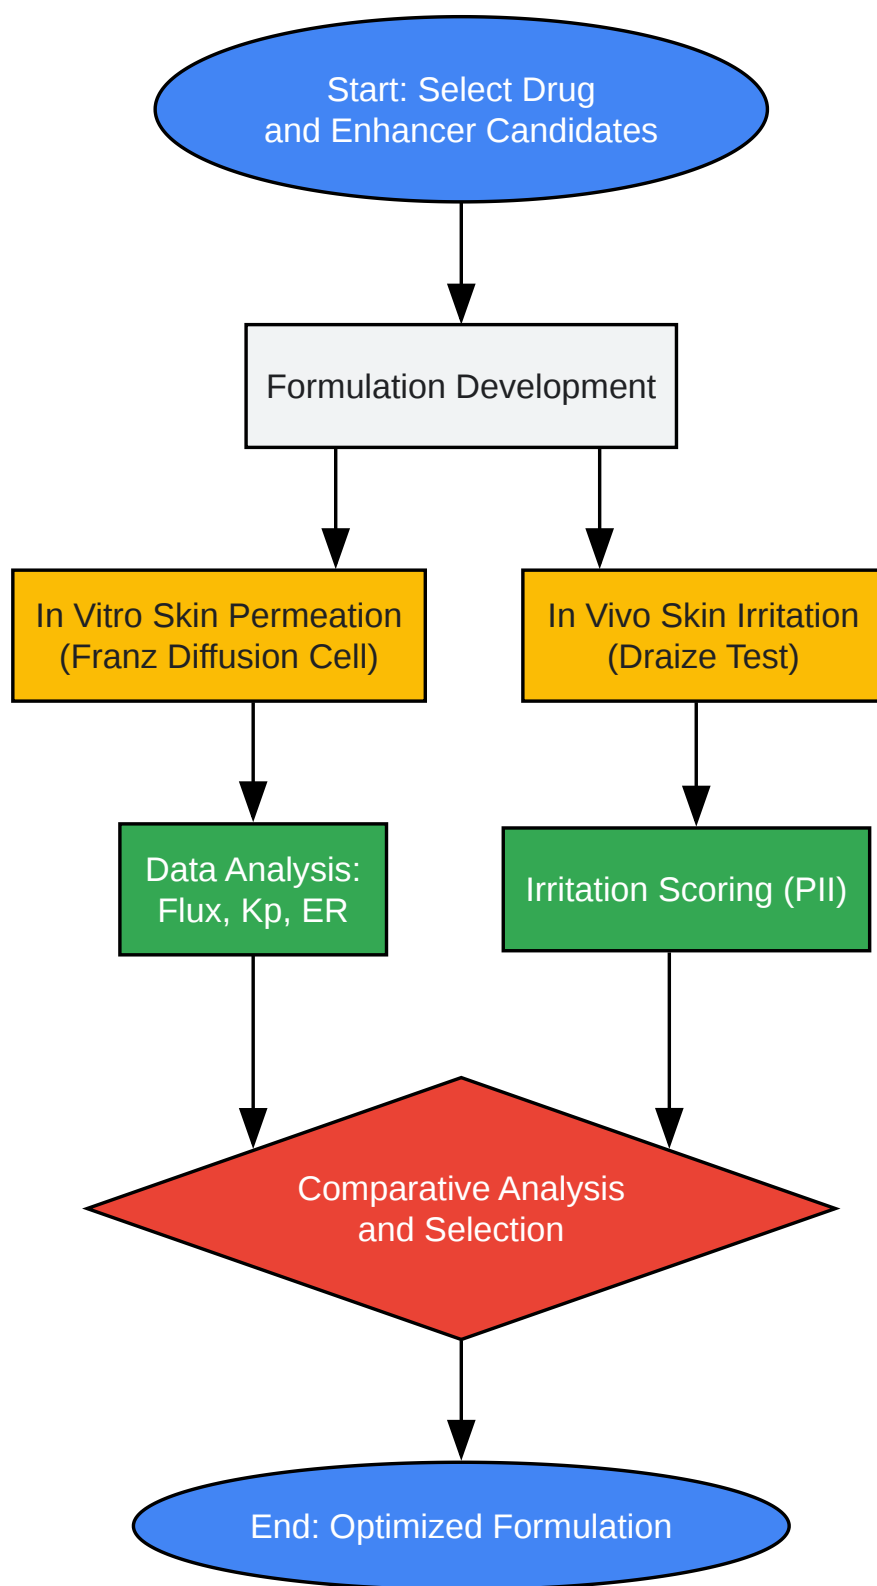 Start: Select Drug
and Enhancer Candidates
Formulation Development
In Vitro Skin Permeation
(Franz Diffusion Cell)
In Vivo Skin Irritation
(Draize Test)
Data Analysis:
Flux, Kp, ER
Irritation Scoring (PII)
Comparative Analysis
and Selection
End: Optimized Formulation